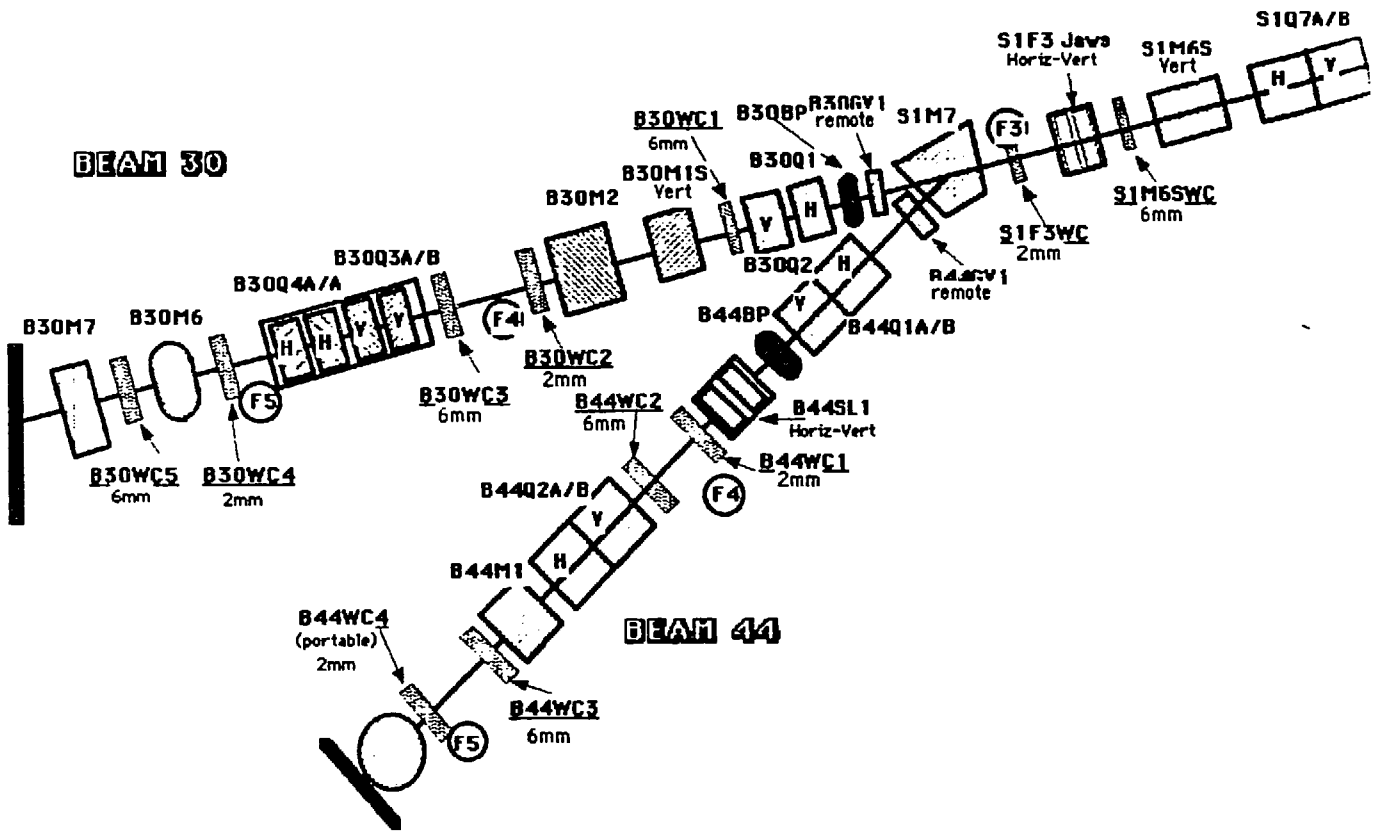 S1Q7A/B
S1F3 Jaws
Horiz-Vert
S1M6S
Vert
H
V
B30BP
B30GV1
remote
S1M7
F3
B30WC1
6mm
B30Q1
BEAM 30
B30M1S
Vert
B30M2
V
H
S1M6SWC
6mm
S1F3WC
2mm
B30Q3A/B
B30Q4A/A
B30Q2
H
V
B44GV1
remote
B30M7
B30M6
H
H
V
V
F4
B44BP
B44Q1A/B
B30WC2
2mm
B30WC3
6mm
F5
B44WC2
6mm
B44SL1
Horiz-Vert
B30WC5
6mm
B30WC4
2mm
B44WC1
2mm
F4
B44Q2A/B
V
H
B44M1
B44WC4
(portable)
2mm
BEAM 44
B44WC3
6mm
F5